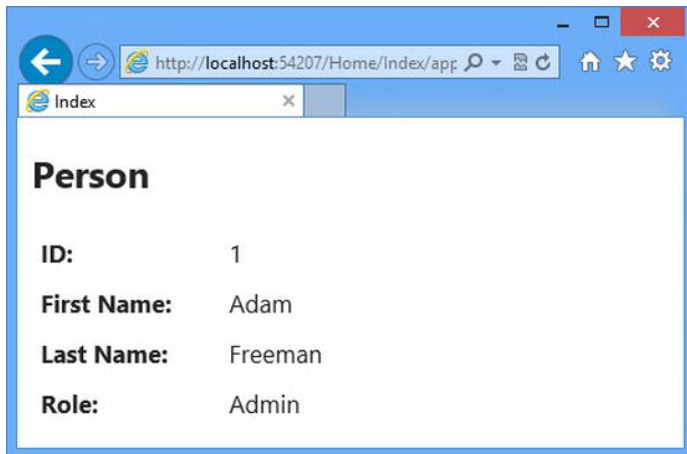 http://localhost:54207/Home/Index/app
Index
Person
ID: 1
First Name: Adam
Last Name: Freeman
Role: Admin